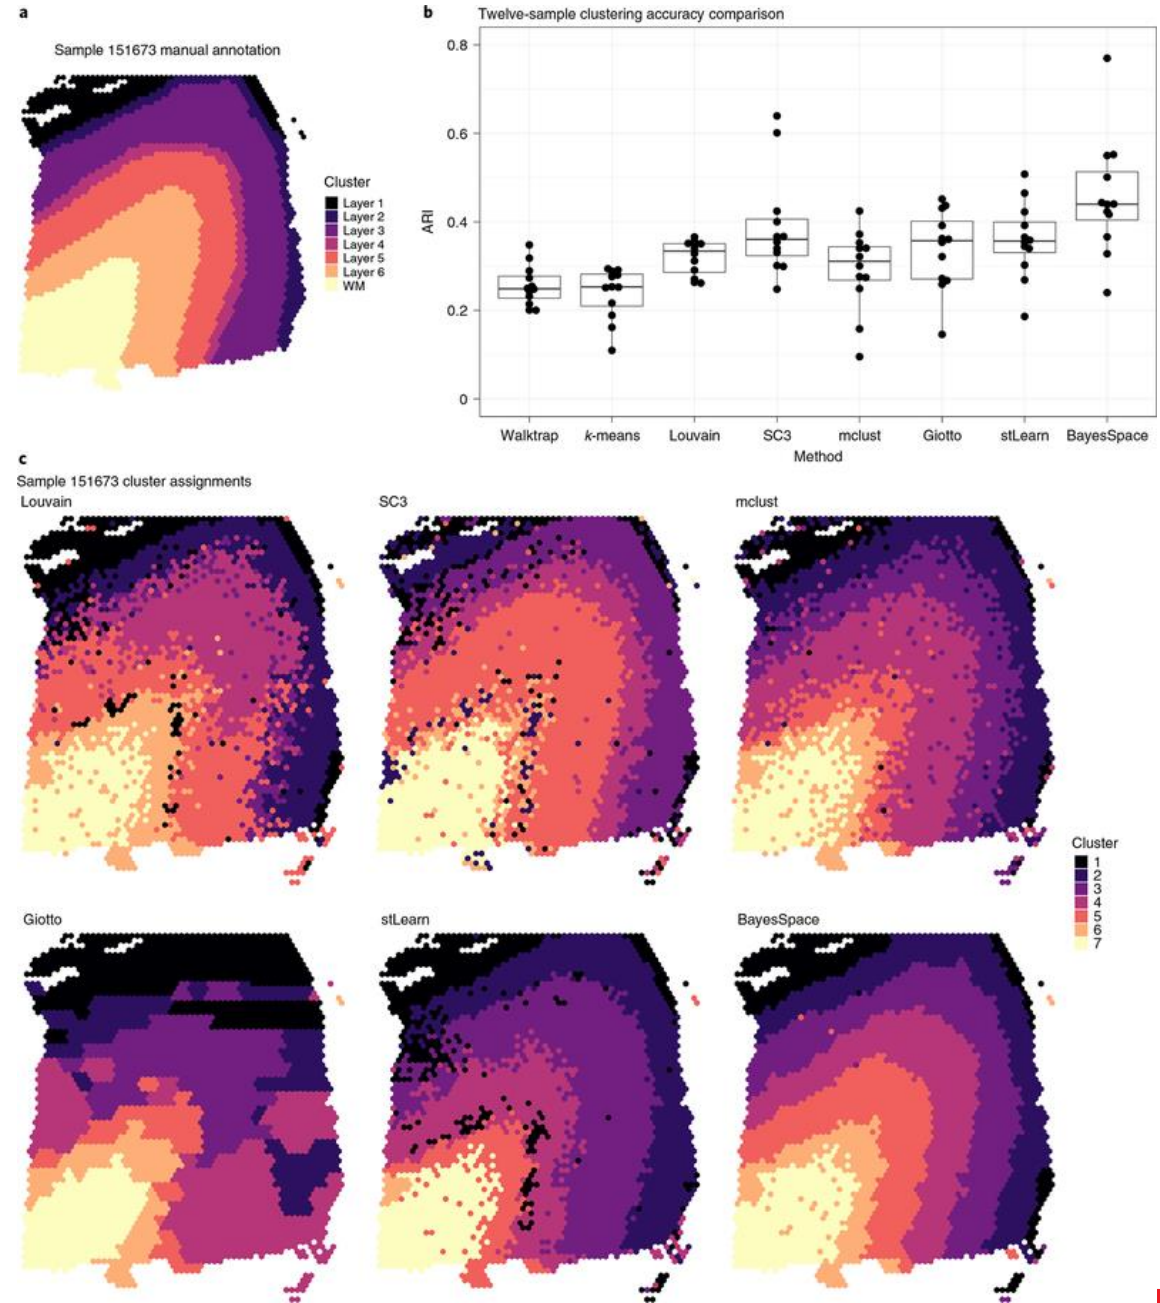 a
Sample 151673 manual annotation
Cluster
Layer 1
Layer 2
Layer 3
Layer 4
Layer 5
Layer 6
WM
b
Twelve-sample clustering accuracy comparison
ARI
0.8
0.6
0.4
0.2
0
Walktrap k-means Louvain SC3 mclust Giotto stLearn BayesSpace
Method
c
Sample 151673 cluster assignments
Louvain SC3 mclust
Cluster
1
2
3
4
5
6
7
Giotto stLearn BayesSpace